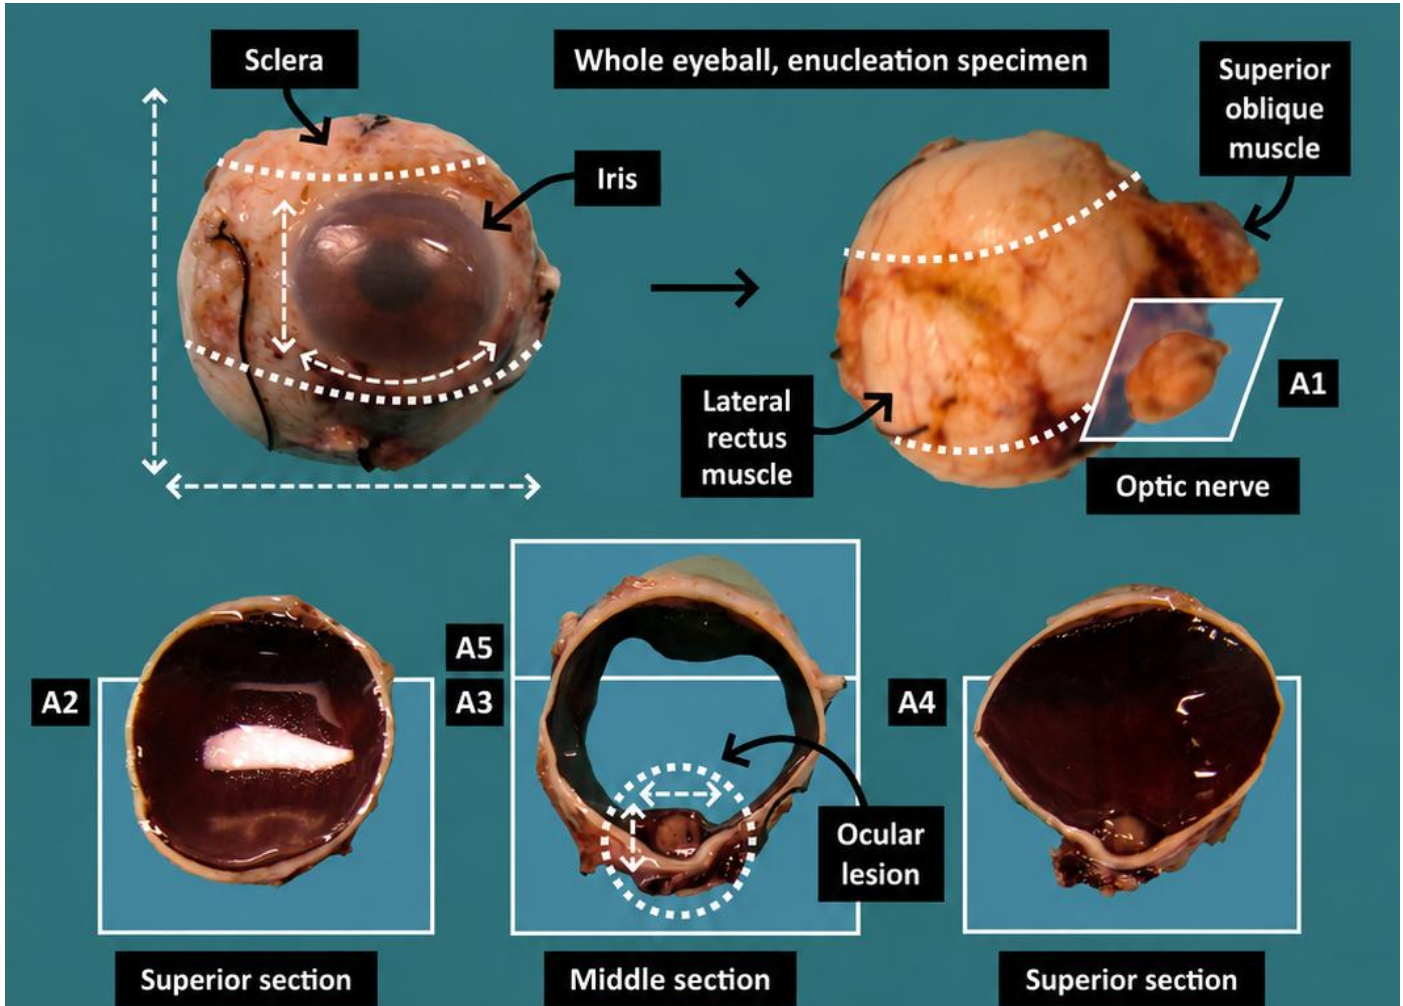 Sclera
Whole eyeball, enucleation specimen
Superior
oblique
muscle
Iris
A1
Lateral
rectus
muscle
Optic nerve
A5
A2
A3
A4
Ocular
lesion
Superior section
Middle section
Superior section